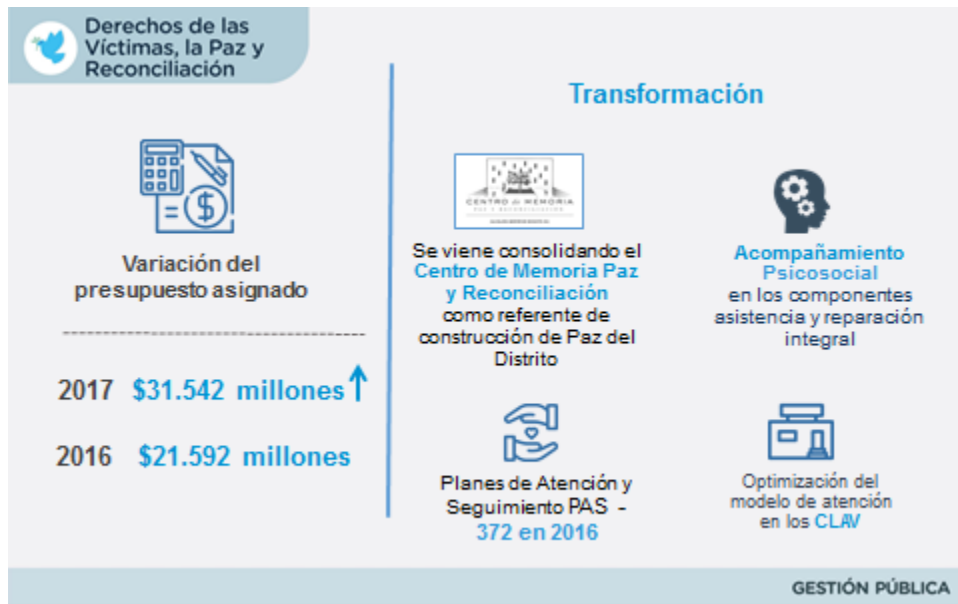 Derechos de las
Víctimas, la Paz y
Reconciliación
Variación del
presupuesto asignado
2017 $31.542 millones
2016 $21.592 millones
Transformación
CENTRO de MEMORIA
PAZ Y RECONCILIACIÓN
Se viene consolidando el
Centro de Memoria Paz
y Reconciliación
como referente de
construcción de Paz del
Distrito
Acompañamiento
Psicosocial
en los componentes
asistencia y reparación
integral
Planes de Atención y
Seguimiento PAS -
372 en 2016
Optimización del
modelo de atención
en los CLAV
GESTIÓN PÚBLICA